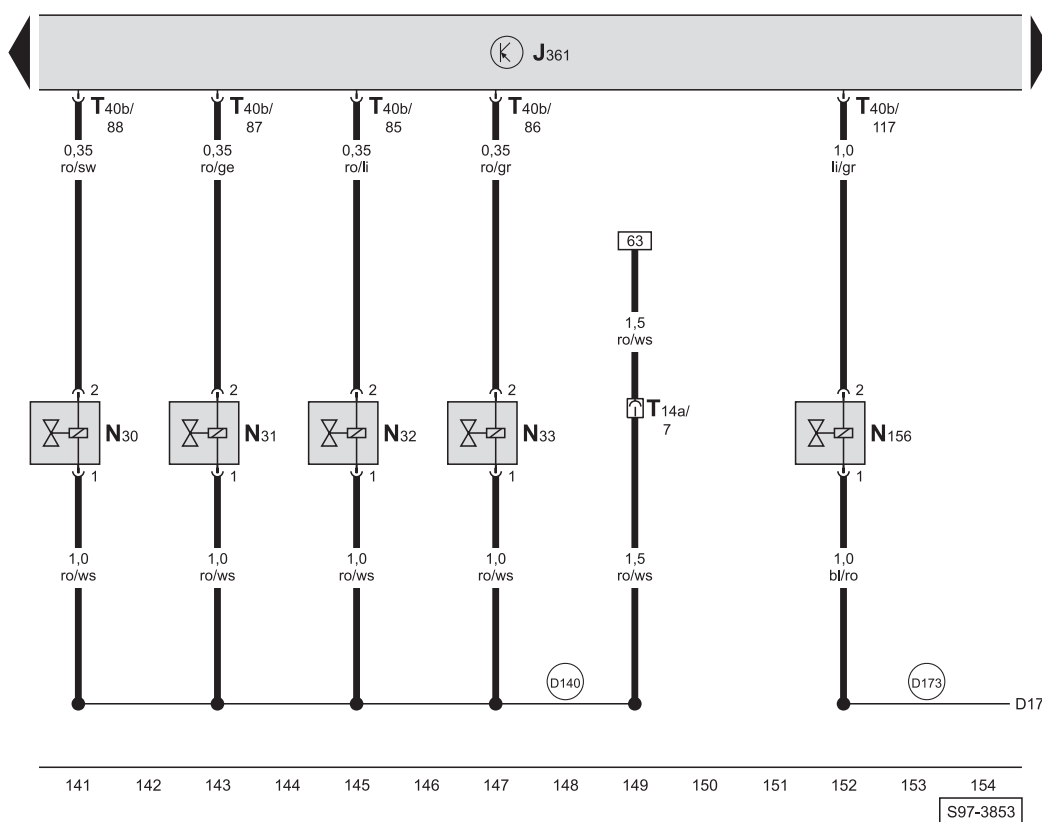 J361
T40b/ T40b/ T40b/ T40b/ T40b/
88 87 85 86 117
0,35 0,35 0,35 0,35 1,0
ro/sw ro/ge ro/li ro/gr li/gr
63
1,5
ro/ws
2 2 2 2 2
T14a/
7
N30 N31 N32 N33 N156
1 1 1 1 1
1,0 1,0 1,0 1,0 1,5 1,0
ro/ws ro/ws ro/ws ro/ws ro/ws bl/ro
D140 D173
D17
141 142 143 144 145 146 147 148 149 150 151 152 153 154
S97-3853